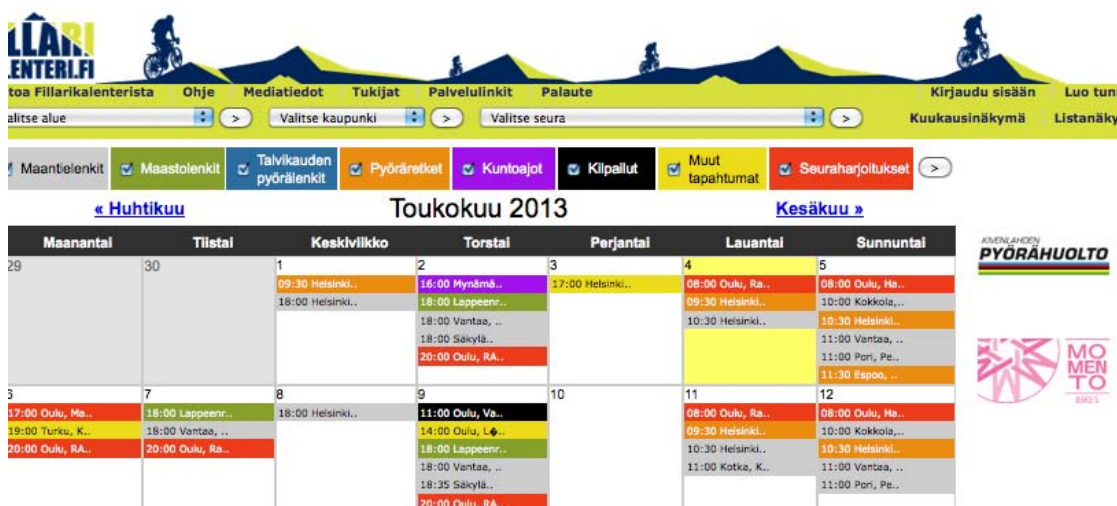 LLARI
ENTERI.FI
toa Fillarikalenterista Ohje Mediatiedot Tukijat Palvelulinkit Palaute Kirjaudu sisään Luo tun
alitse alue > Valitse kaupunki > Valitse seura > Kuukausinäkymä Listanäky
Maantielenkit Maastolenkit Talvikauden pyörälenkit Pyöräretket Kuntoajot Kilpailut Muut tapahtumat Seuraharjoitukset >
« Huhtikuu Toukokuu 2013 Kesäkuu »
Maanantai Tiistai Keskiviikko Torstai Perjantai Lauantai Sunnuntai
29 30 1 2 3 4 5
09:30 Helsinki.. 16:00 Mynämä.. 17:00 Helsinki.. 08:00 Oulu, Ra.. 08:00 Oulu, Ha..
18:00 Helsinki.. 18:00 Lappeenr.. 09:30 Helsinki.. 10:00 Kokkola,..
18:00 Vantaa, .. 10:30 Helsinki.. 10:30 Helsinki..
18:00 Säkylä.. 11:00 Vantaa, ..
20:00 Oulu, RA.. 11:00 Pori, Pe..
11:30 Espoo, ..
6 7 8 9 10 11 12
17:00 Oulu, Ma.. 18:00 Lappeenr.. 18:00 Helsinki.. 11:00 Oulu, Va.. 08:00 Oulu, Ra.. 08:00 Oulu, Ha..
19:00 Turku, K.. 18:00 Vantaa, .. 14:00 Oulu, L�.. 09:30 Helsinki.. 10:00 Kokkola,..
20:00 Oulu, RA.. 20:00 Oulu, Ra.. 18:00 Lappeenr.. 10:30 Helsinki.. 10:30 Helsinki..
18:00 Vantaa, .. 11:00 Kotka, K.. 11:00 Vantaa, ..
18:35 Säkylä.. 11:00 Pori, Pe..
20:00 Oulu, RA..
KIVENLAHDEN
PYÖRÄHUOLTO
MO
MEN
TO
BIKES